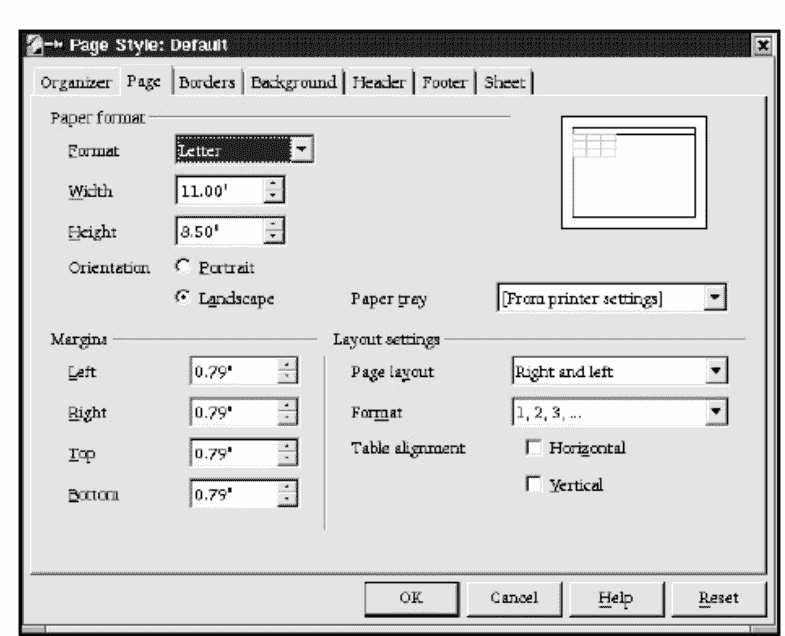 Page Style: Default
Organizer Page Borders Background Header Footer Sheet
Paper format
Format Letter
Width 11.00"
Height 8.50"
Orientation Portrait
Landscape Paper tray [From printer settings]
Margins Layout settings
Left 0.79" Page layout Right and left
Right 0.79" Format 1, 2, 3, ...
Top 0.79" Table alignment Horizontal
Bottom 0.79" Vertical
OK Cancel Help Reset